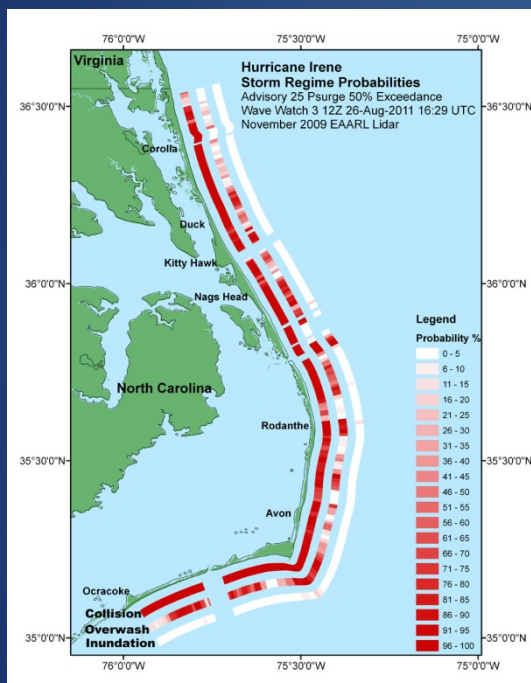 76°0'0"W
75°30'0"W
75°0'0"W
Virginia
Hurricane Irene
Storm Regime Probabilities
Advisory 25 Psurge 50% Exceedance
Wave Watch 3 12Z 26-Aug-2011 16:29 UTC
November 2009 EAARL Lidar
36°30'0"N
36°30'0"N
Corolla
Duck
Kitty Hawk
36°0'0"N
36°0'0"N
Nags Head
Legend
Probability %
0 - 5
6 - 10
11 - 15
16 - 20
21 - 25
26 - 30
31 - 35
36 - 40
41 - 45
46 - 50
51 - 55
56 - 60
61 - 65
66 - 70
71 - 75
76 - 80
81 - 85
86 - 90
91 - 95
96 - 100
North Carolina
Rodanthe
35°30'0"N
35°30'0"N
Avon
Ocracoke
Collision
Overwash
Inundation
35°0'0"N
35°0'0"N
76°0'0"W
75°30'0"W
75°0'0"W